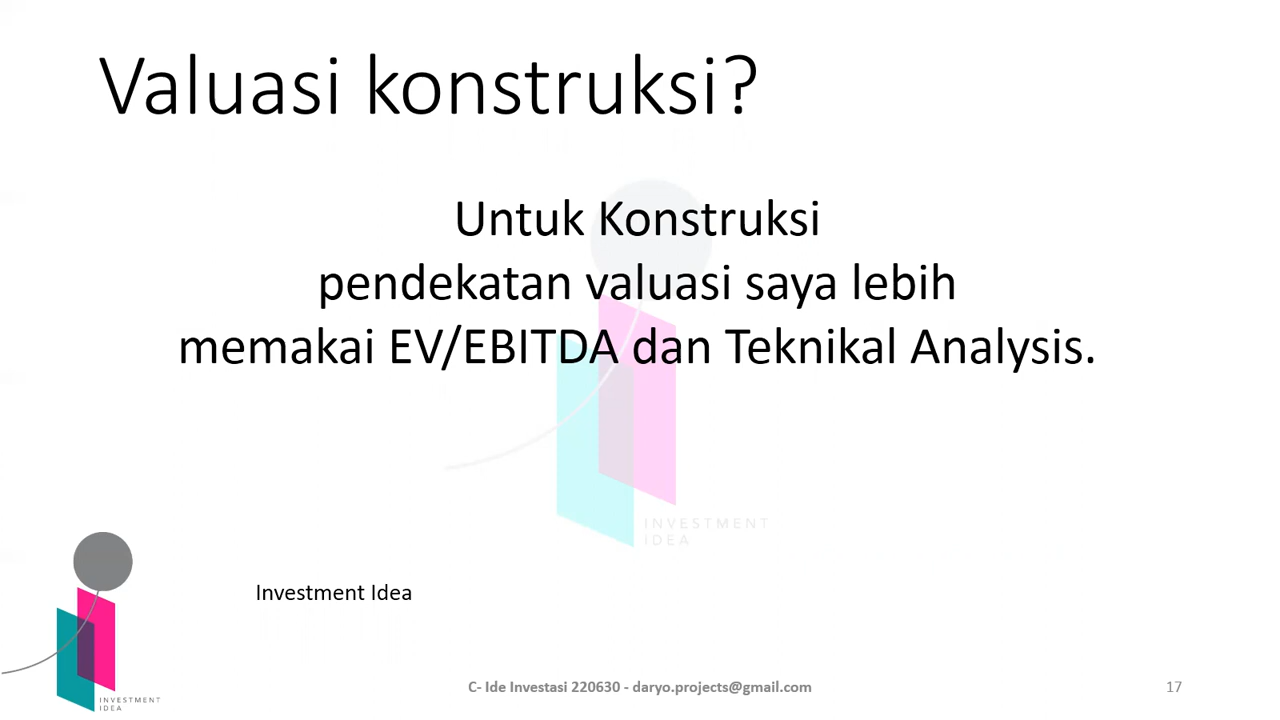 Valuasi konstruksi?
Untuk Konstruksi
pendekatan valuasi saya lebih
memakai EV/EBITDA dan Teknikal Analysis.
INVESTMENT
IDEA
Investment Idea
INVESTMENT
IDEA
C- Ide Investasi 220630 - daryo.projects@gmail.com
17